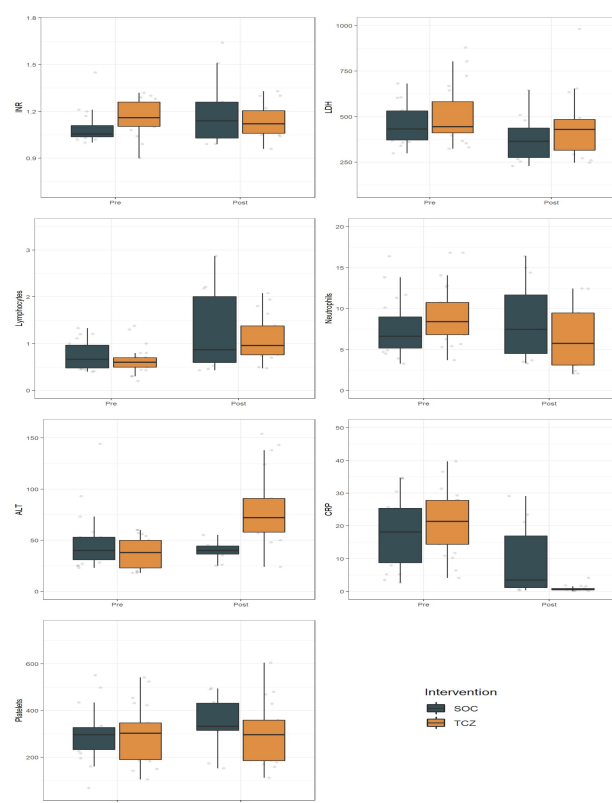 1.8
1.5
INR
1.2
0.9
Pre
Post
1000
750
LDH
500
250
Pre
Post
3
Lymphocytes
2
1
0
Pre
Post
20
15
Neutrophils
10
5
0
Pre
Post
150
100
ALT
50
0
Pre
Post
50
40
30
CRP
20
10
0
Pre
Post
600
Platelets
400
200
Intervention
SOC
TCZ